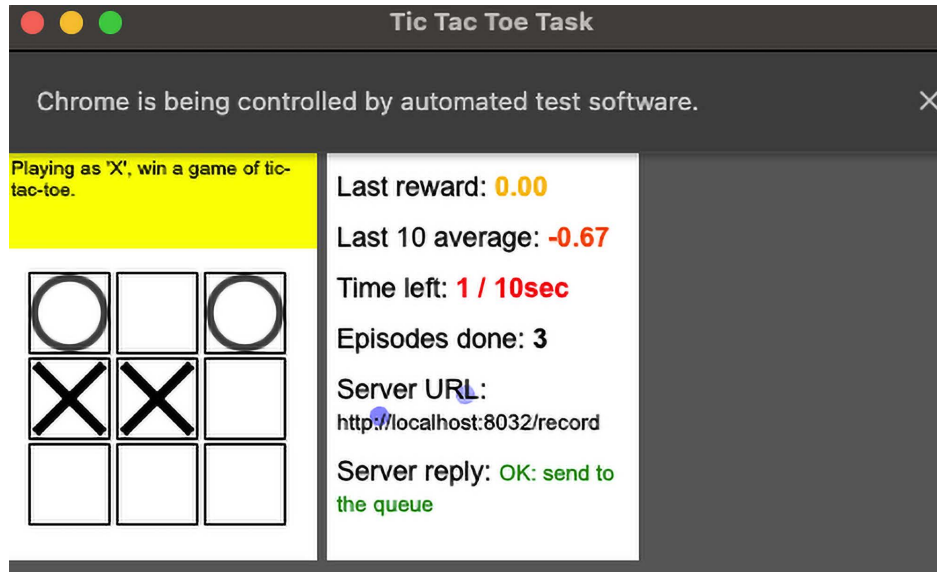 Tic Tac Toe Task
Chrome is being controlled by automated test software.
Playing as 'X', win a game of tic-
tac-toe.
Last reward: 0.00
Last 10 average: -0.67
Time left: 1 / 10sec
Episodes done: 3
Server URL:
http://localhost:8032/record
Server reply: OK: send to
the queue